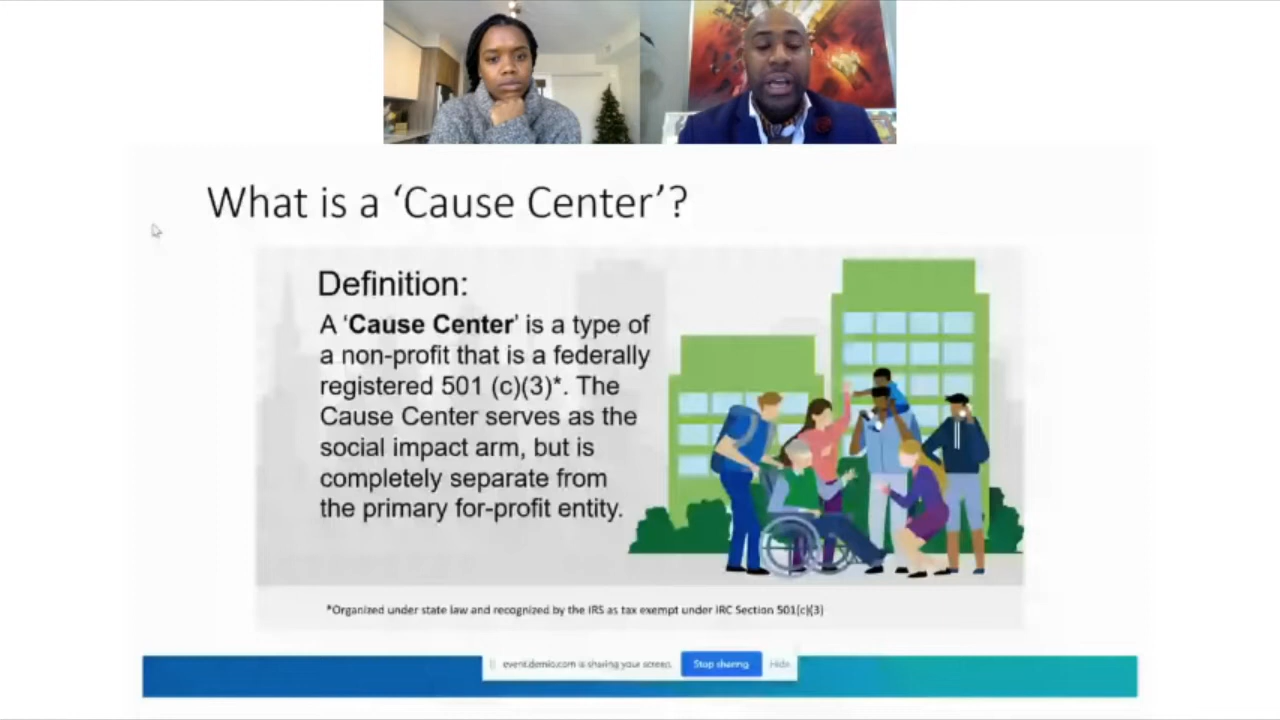 What is a ‘Cause Center’?
Definition:
A ‘Cause Center’ is a type of
a non-profit that is a federally
registered 501 (c)(3)*. The
Cause Center serves as the
social impact arm, but is
completely separate from
the primary for-profit entity.
*Organized under state law and recognized by the IRS as tax exempt under IRC Section 501(c)(3)
event.demio.com is sharing your screen.
Stop sharing
Hide